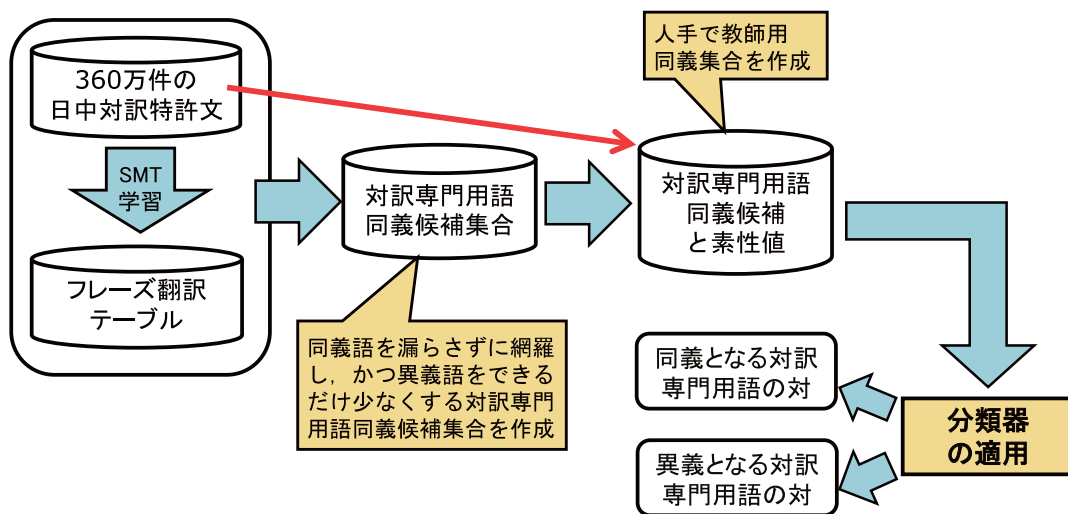 360万件の
日中対訳特許文
SMT
学習
フレーズ翻訳
テーブル
対訳専門用語
同義候補集合
同義語を漏らさずに網羅
し，かつ異義語をできる
だけ少なくする対訳専門
用語同義候補集合を作成
人手で教師用
同義集合を作成
対訳専門用語
同義候補
と素性値
同義となる対訳
専門用語の対
異義となる対訳
専門用語の対
分類器
の適用